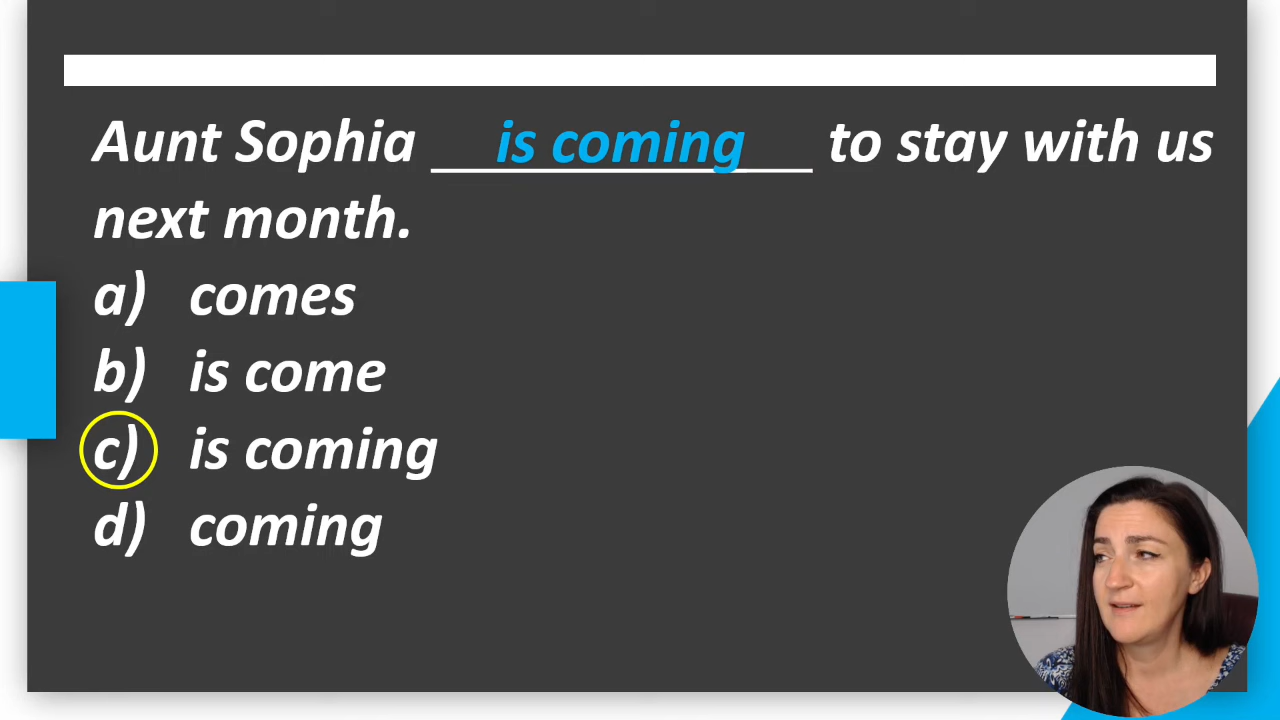 Aunt Sophia is coming to stay with us
next month.
a) comes
b) is come
c) is coming
d) coming